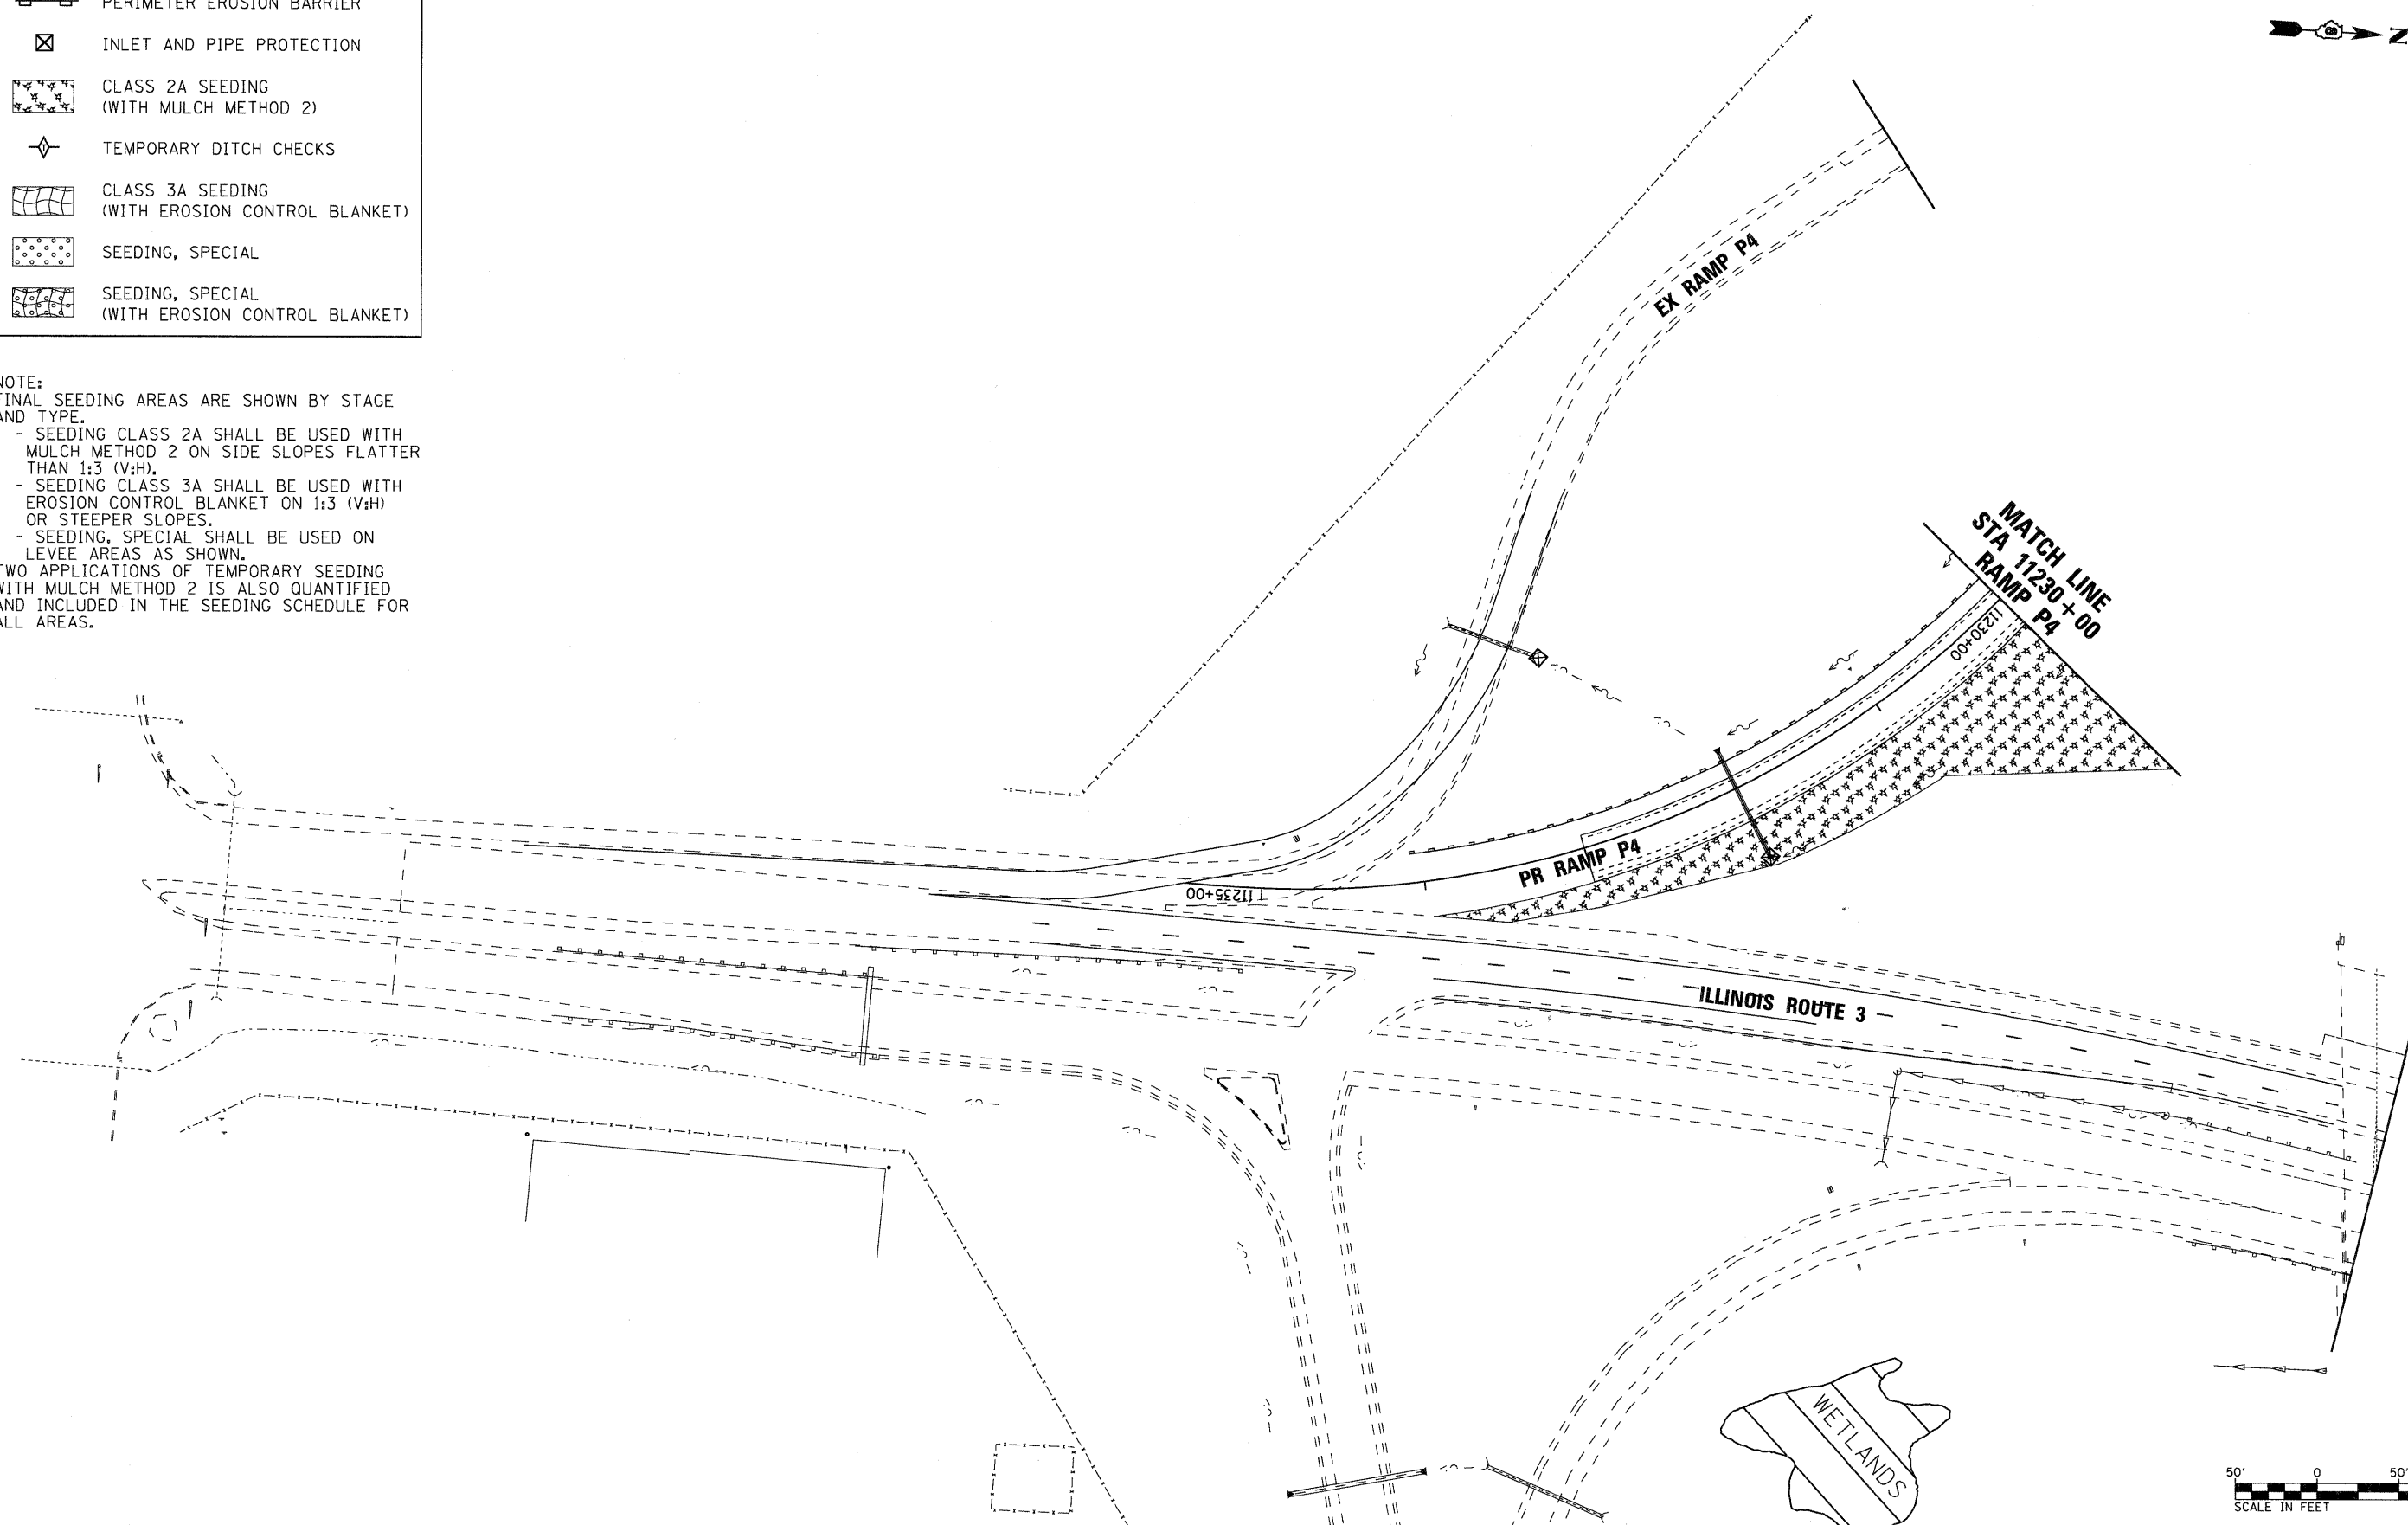 PERIMETER EROSION BARRIER
INLET AND PIPE PROTECTION
CLASS 2A SEEDING
(WITH MULCH METHOD 2)
TEMPORARY DITCH CHECKS
CLASS 3A SEEDING
(WITH EROSION CONTROL BLANKET)
SEEDING, SPECIAL
SEEDING, SPECIAL
(WITH EROSION CONTROL BLANKET)
NOTE:
FINAL SEEDING AREAS ARE SHOWN BY STAGE
AND TYPE.
- SEEDING CLASS 2A SHALL BE USED WITH
MULCH METHOD 2 ON SIDE SLOPES FLATTER
THAN 1:3 (V:H).
- SEEDING CLASS 3A SHALL BE USED WITH
EROSION CONTROL BLANKET ON 1:3 (V:H)
OR STEEPER SLOPES.
- SEEDING, SPECIAL SHALL BE USED ON
LEVEE AREAS AS SHOWN.
TWO APPLICATIONS OF TEMPORARY SEEDING
WITH MULCH METHOD 2 IS ALSO QUANTIFIED
AND INCLUDED IN THE SEEDING SCHEDULE FOR
ALL AREAS.
N
EX RAMP P4
MATCH LINE
STA 11230+00
RAMP P4
11230+00
PR RAMP P4
11235+00
ILLINOIS ROUTE 3
WETLANDS
50' 0 50'
SCALE IN FEET